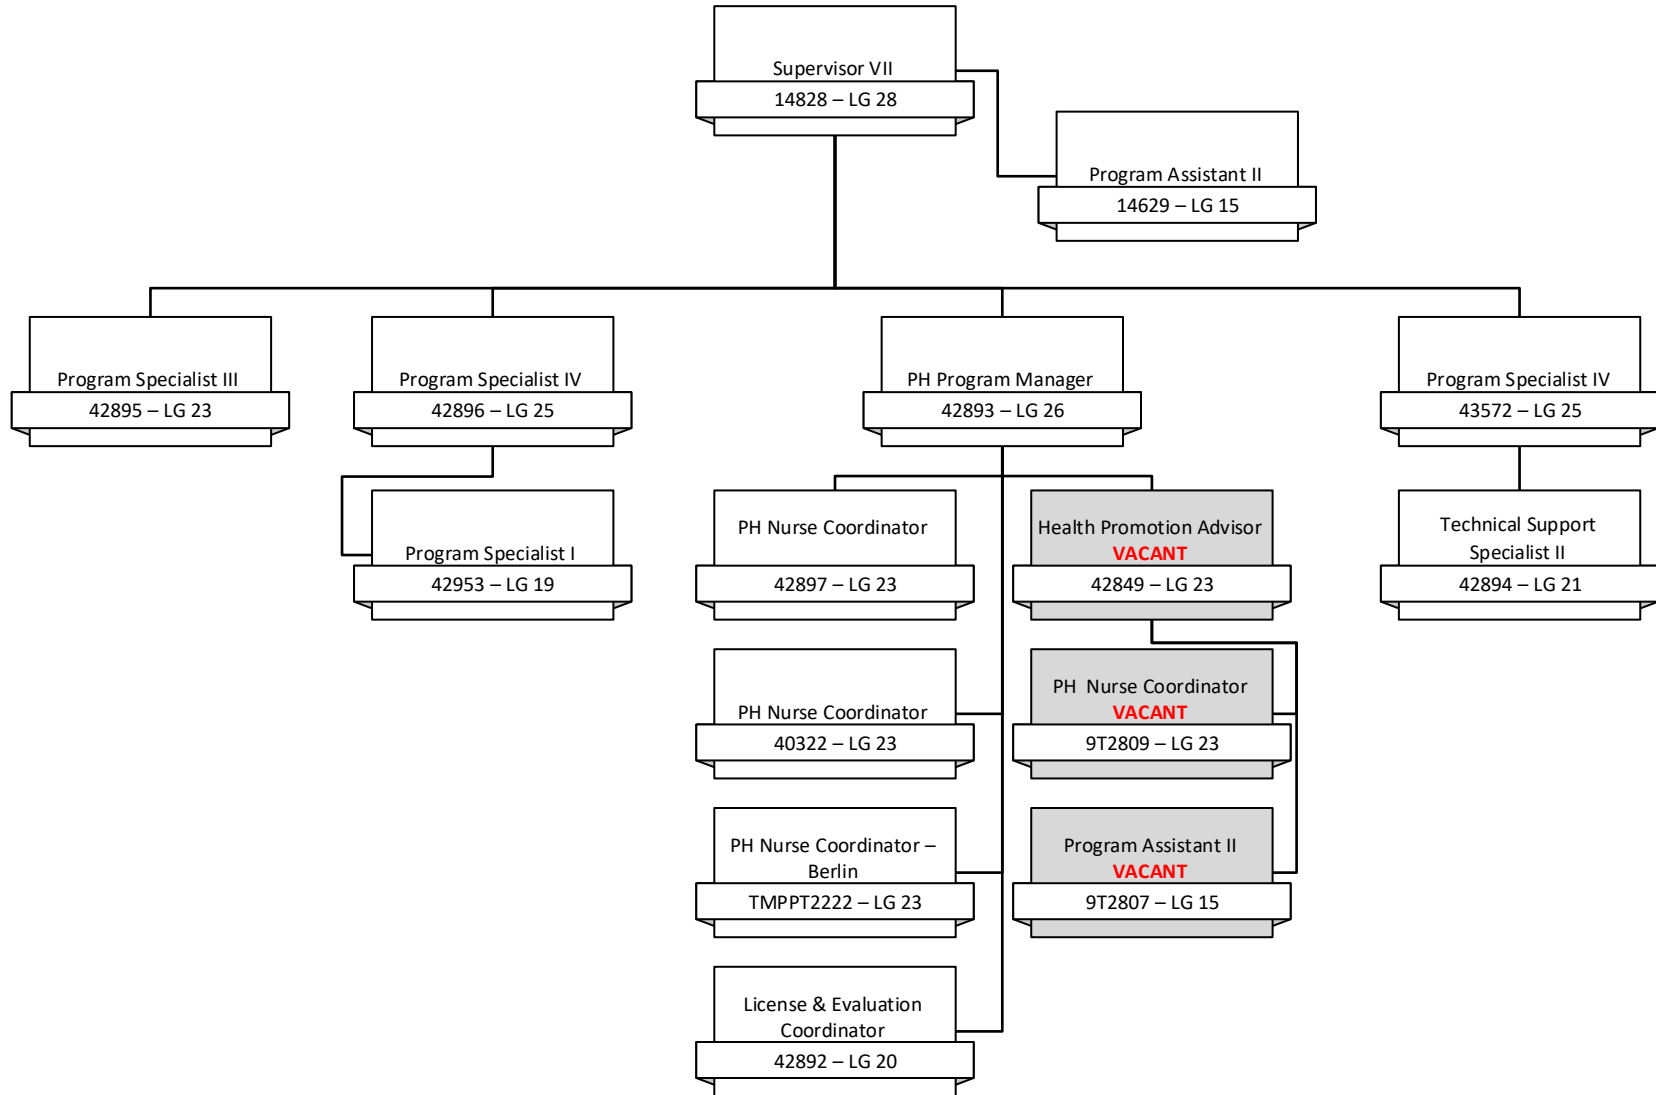 Supervisor VII
14828 – LG 28
Program Assistant II
14629 – LG 15
Program Specialist III
42895 – LG 23
Program Specialist IV
42896 – LG 25
PH Program Manager
42893 – LG 26
Program Specialist IV
43572 – LG 25
Program Specialist I
42953 – LG 19
PH Nurse Coordinator
42897 – LG 23
Health Promotion Advisor
VACANT
42849 – LG 23
Technical Support
Specialist II
42894 – LG 21
PH Nurse Coordinator
40322 – LG 23
PH  Nurse Coordinator
VACANT
9T2809 – LG 23
PH Nurse Coordinator –
Berlin
TMPPT2222 – LG 23
Program Assistant II
VACANT
9T2807 – LG 15
License & Evaluation
Coordinator
42892 – LG 20